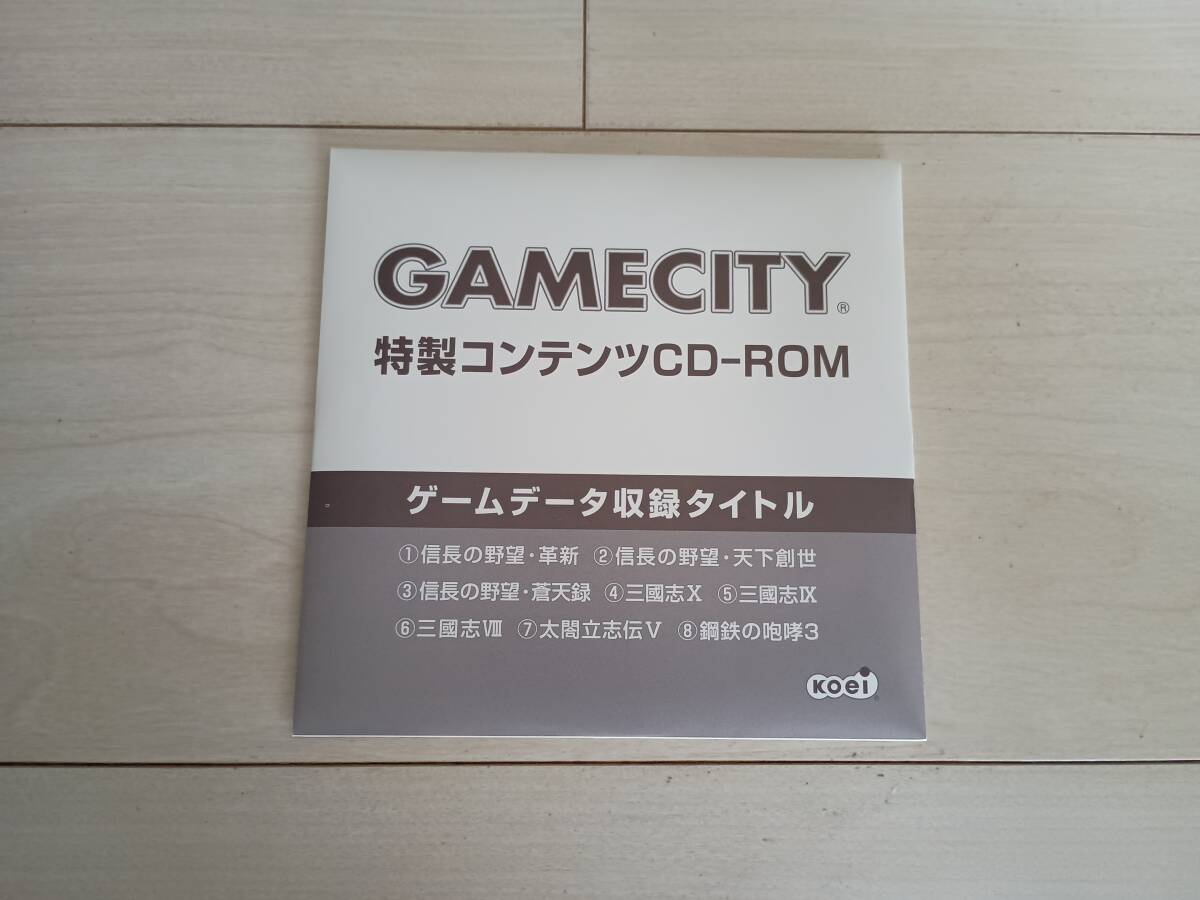 GAMECITY®
特製コンテンツCD-ROM
ゲームデータ収録タイトル
①信長の野望・革新 ②信長の野望・天下創世
③信長の野望・蒼天録 ④三國志Ⅹ ⑤三國志Ⅸ
⑥三國志Ⅷ ⑦太閤立志伝Ⅴ ⑧鋼鉄の咆哮3
KOEI®